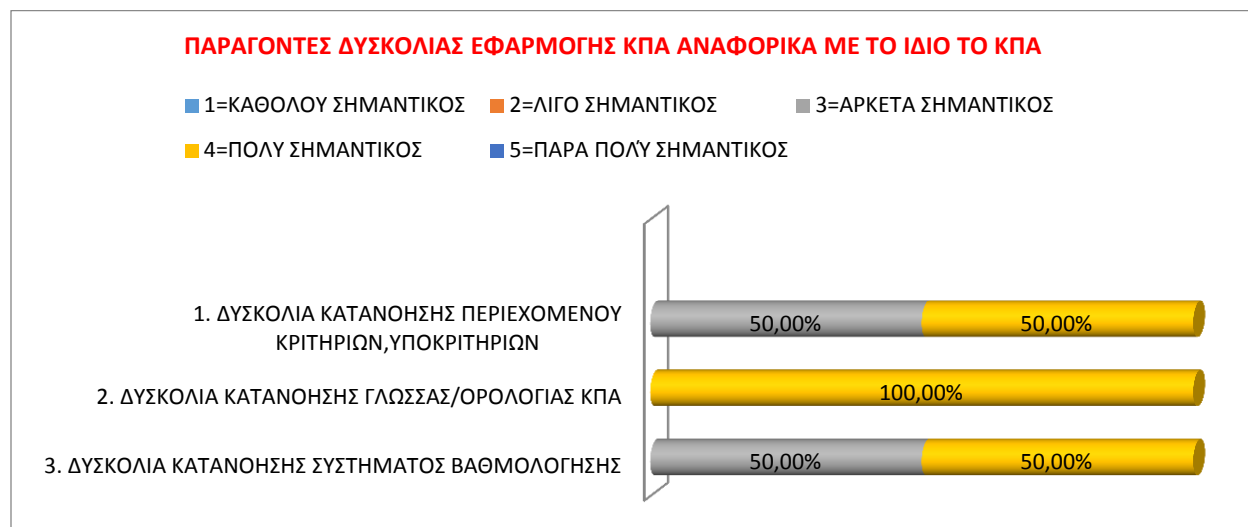 ΠΑΡΑΓΟΝΤΕΣ ΔΥΣΚΟΛΙΑΣ ΕΦΑΡΜΟΓΗΣ ΚΠΑ ΑΝΑΦΟΡΙΚΑ ΜΕ ΤΟ ΙΔΙΟ ΤΟ ΚΠΑ
1=ΚΑΘΟΛΟΥ ΣΗΜΑΝΤΙΚΟΣ 2=ΛΙΓΟ ΣΗΜΑΝΤΙΚΟΣ 3=ΑΡΚΕΤΑ ΣΗΜΑΝΤΙΚΟΣ
4=ΠΟΛΥ ΣΗΜΑΝΤΙΚΟΣ 5=ΠΑΡΑ ΠΟΛΎ ΣΗΜΑΝΤΙΚΟΣ
1. ΔΥΣΚΟΛΙΑ ΚΑΤΑΝΟΗΣΗΣ ΠΕΡΙΕΧΟΜΕΝΟΥ
ΚΡΙΤΗΡΙΩΝ,ΥΠΟΚΡΙΤΗΡΙΩΝ
50,00% 50,00%
2. ΔΥΣΚΟΛΙΑ ΚΑΤΑΝΟΗΣΗΣ ΓΛΩΣΣΑΣ/ΟΡΟΛΟΓΙΑΣ ΚΠΑ
100,00%
3. ΔΥΣΚΟΛΙΑ ΚΑΤΑΝΟΗΣΗΣ ΣΥΣΤΗΜΑΤΟΣ ΒΑΘΜΟΛΟΓΗΣΗΣ
50,00% 50,00%